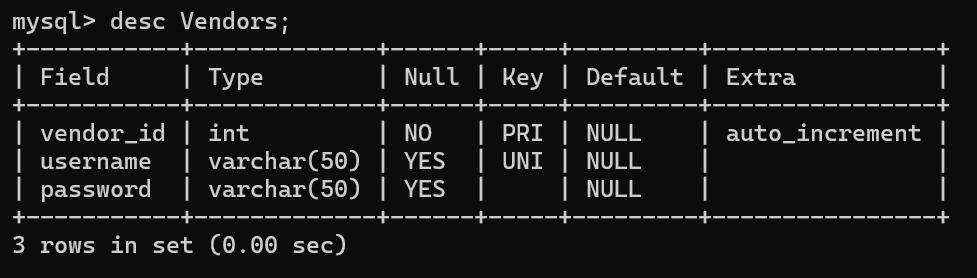 mysql> desc Vendors;
+-----------+-------------+------+-----+---------+----------------+
| Field     | Type        | Null | Key | Default | Extra          |
+-----------+-------------+------+-----+---------+----------------+
| vendor_id | int         | NO   | PRI | NULL    | auto_increment |
| username  | varchar(50) | YES  | UNI | NULL    |                |
| password  | varchar(50) | YES  |     | NULL    |                |
+-----------+-------------+------+-----+---------+----------------+
3 rows in set (0.00 sec)